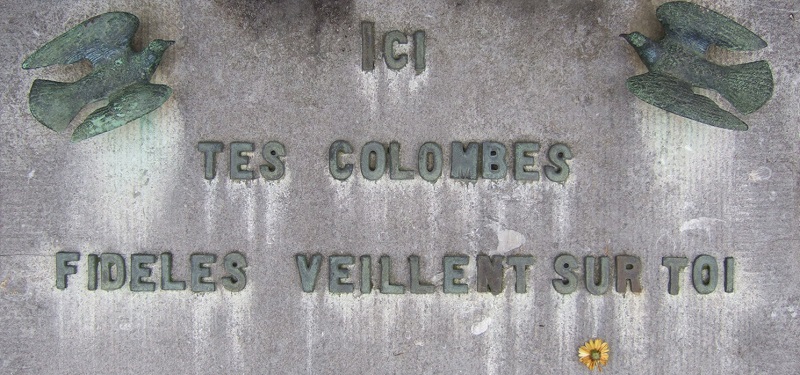 ICI
TES COLOMBES
FIDELES VEILLENT SUR TOI